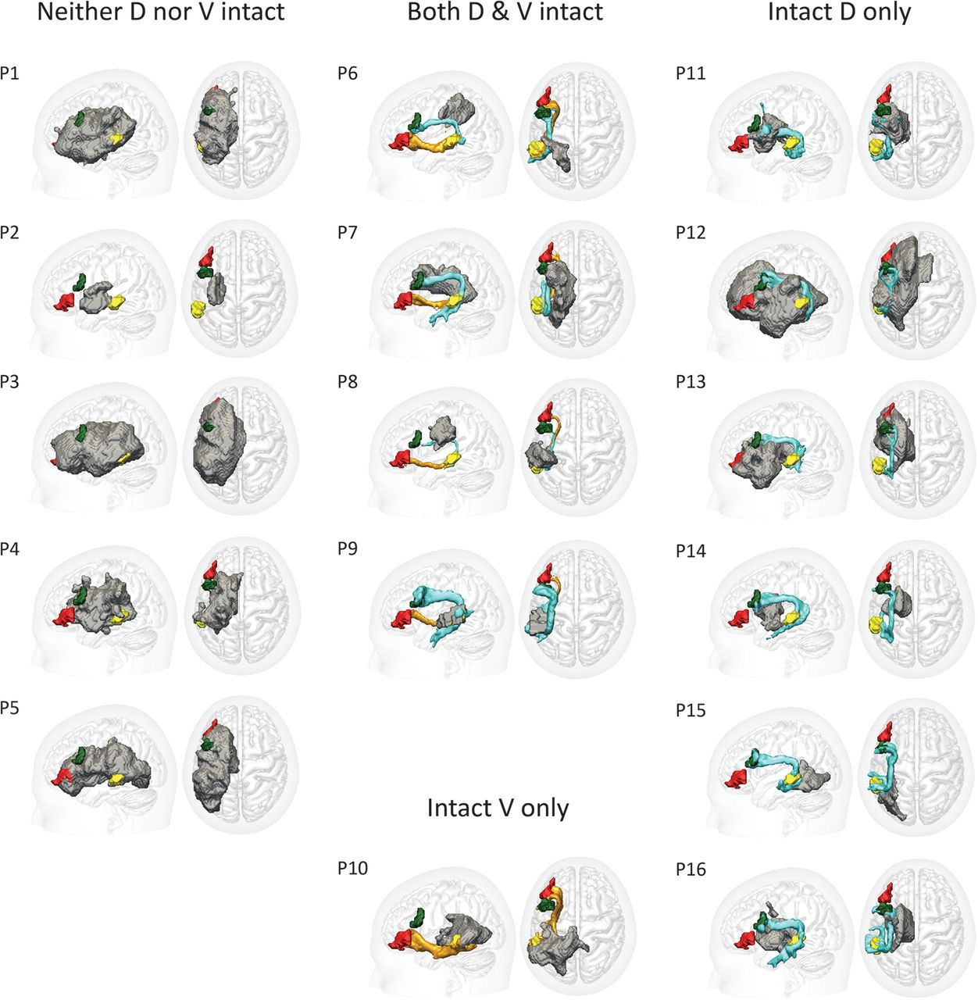 Neither D nor V intact
Both D & V intact
Intact D only
P1
P6
P11
P2
P7
P12
P3
P8
P13
P4
P9
P14
P5
P15
Intact V only
P10
P16